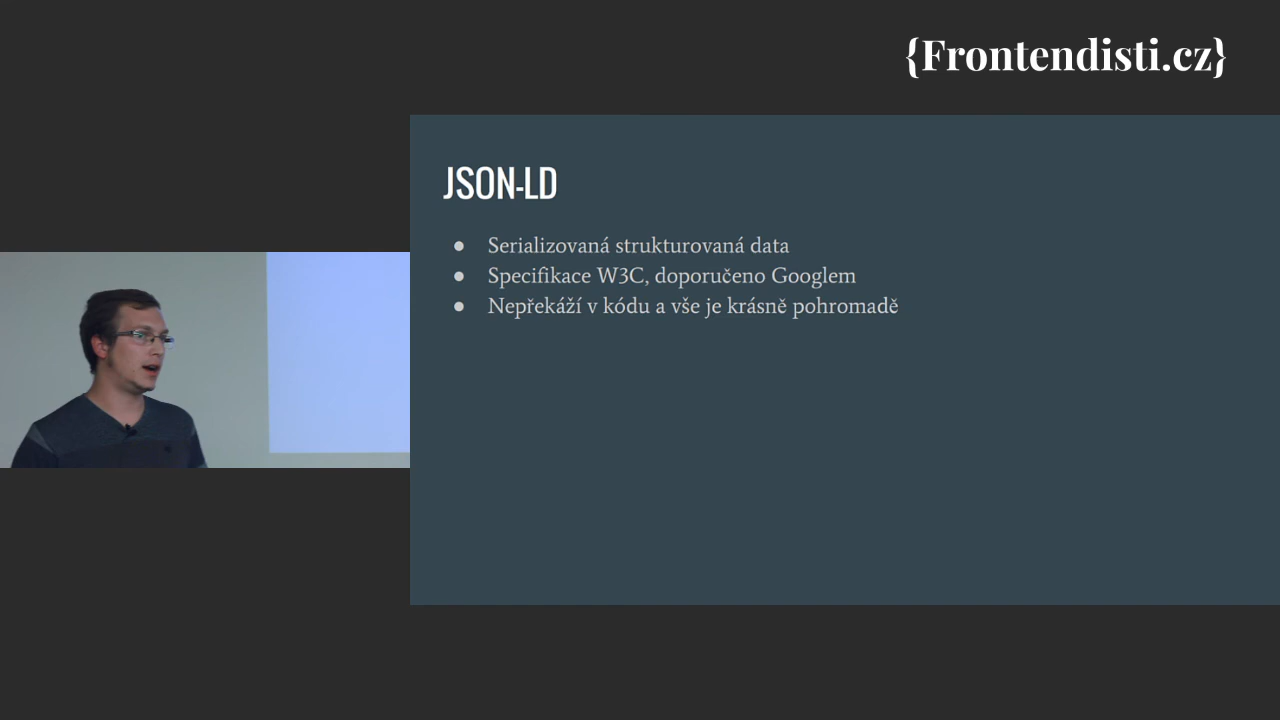 {Frontendisti.cz}
JSON-LD
● Serializovaná strukturovaná data
● Specifikace W3C, doporučeno Googlem
● Nepřekáží v kódu a vše je krásně pohromadě